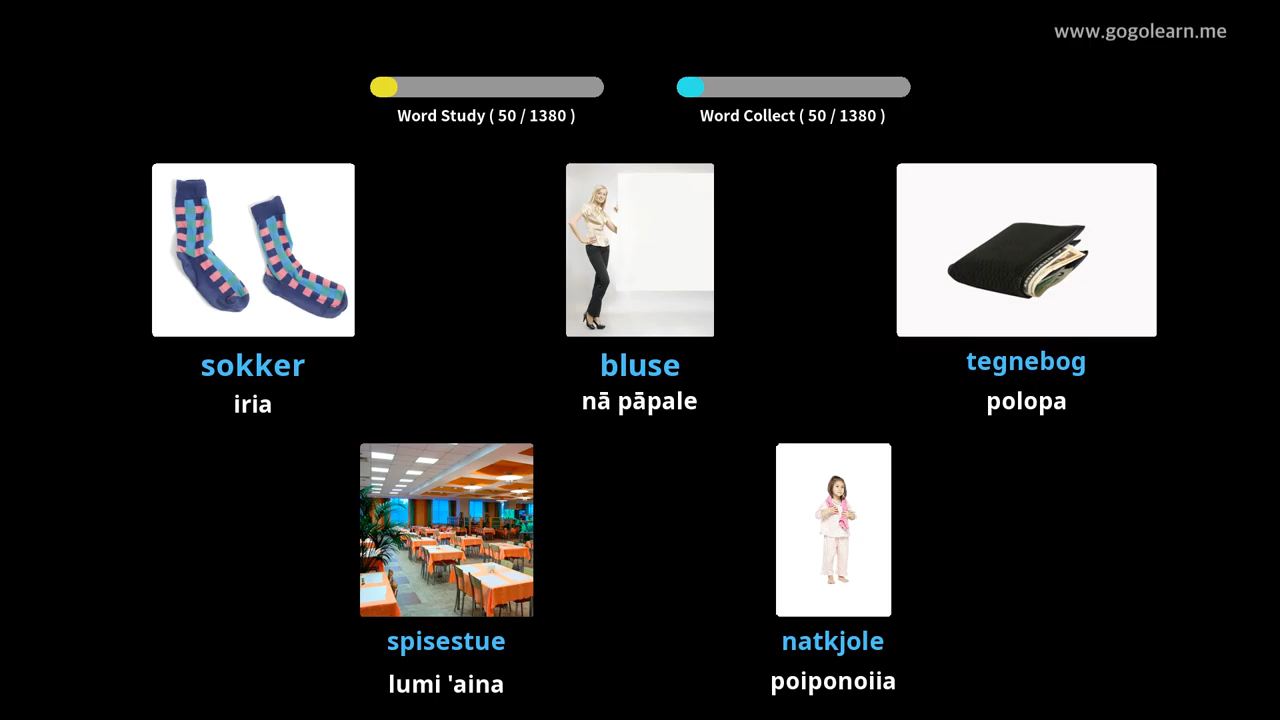 www.gogolearn.me
Word Study ( 50 / 1380 )
Word Collect ( 50 / 1380 )
sokker
iria
bluse
nā pāpale
tegnebog
polopa
spisestue
lumi 'aina
natkjole
poiponoiia